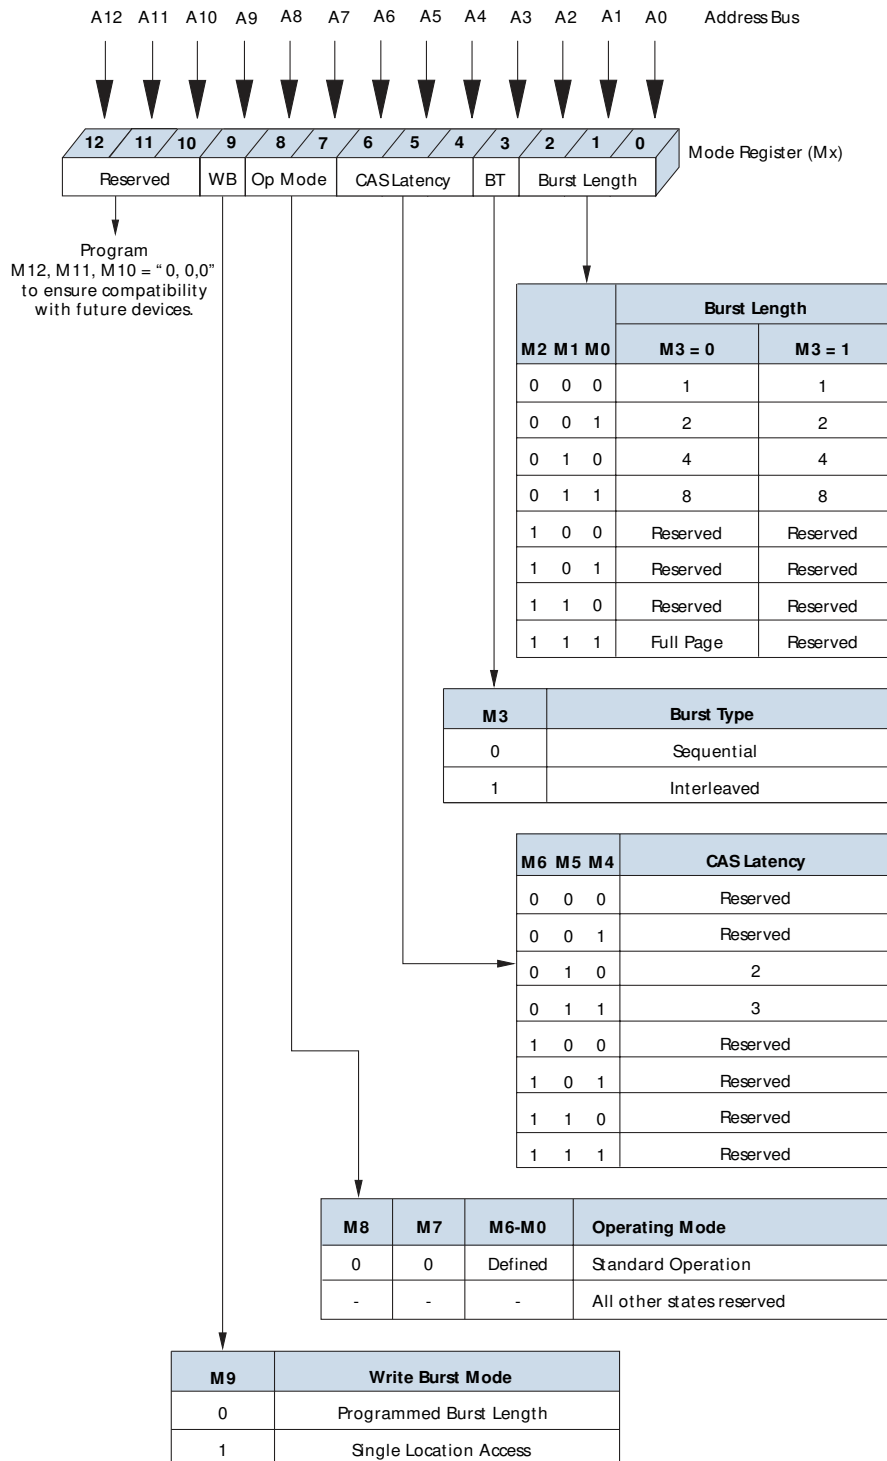 A12 A11 A10 A9 A8 A7 A6 A5 A4 A3 A2 A1 A0 Address Bus
12 11 10 9 8 7 6 5 4 3 2 1 0
Mode Register (Mx)
Reserved WB Op Mode CAS Latency BT Burst Length
Program
M12, M11, M10 = “0, 0,0”
to ensure compatibility
with future devices.
Burst Length
M2 M1 M0 M3 = 0 M3 = 1
0 0 0 1 1
0 0 1 2 2
0 1 0 4 4
0 1 1 8 8
1 0 0 Reserved Reserved
1 0 1 Reserved Reserved
1 1 0 Reserved Reserved
1 1 1 Full Page Reserved
M3 Burst Type
0 Sequential
1 Interleaved
M6 M5 M4 CAS Latency
0 0 0 Reserved
0 0 1 Reserved
0 1 0 2
0 1 1 3
1 0 0 Reserved
1 0 1 Reserved
1 1 0 Reserved
1 1 1 Reserved
M8 M7 M6-M0 Operating Mode
0 0 Defined Standard Operation
- - - All other states reserved
M9 Write Burst Mode
0 Programmed Burst Length
1 Single Location Access